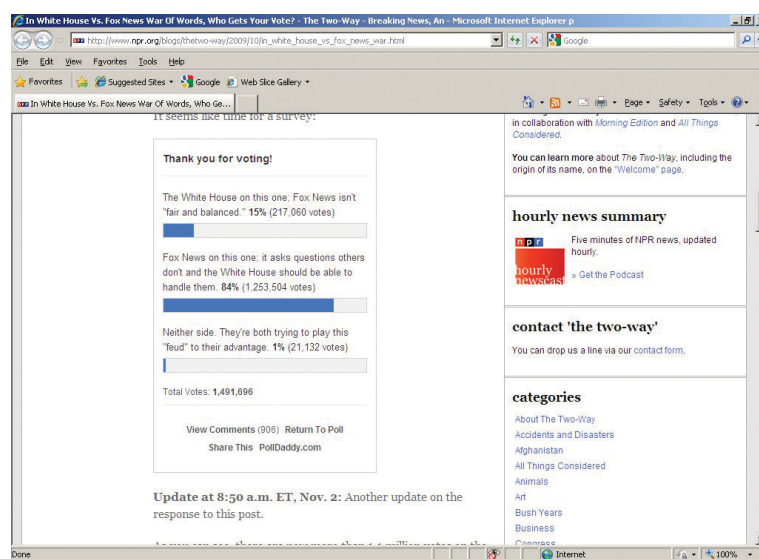 In White House Vs. Fox News War Of Words, Who Gets Your Vote? - The Two-Way - Breaking News, An - Microsoft Internet Explorer p
http://www.npr.org/blogs/thetwo-way/2009/10/in_white_house_vs_fox_news_war.html
Google
File Edit View Favorites Tools Help
Favorites Suggested Sites Google Web Slice Gallery
In White House Vs. Fox News War Of Words, Who Ge...
Page Safety Tools
It seems like time for a survey:
Thank you for voting!
The White House on this one; Fox News isn't
"fair and balanced." 15% (217,060 votes)
Fox News on this one; it asks questions others
don't and the White House should be able to
handle them. 84% (1,253,504 votes)
Neither side. They're both trying to play this
"feud" to their advantage. 1% (21,132 votes)
Total Votes: 1,491,696
View Comments (906) Return To Poll
Share This PollDaddy.com
Update at 8:50 a.m. ET, Nov. 2: Another update on the
response to this post.
in collaboration with Morning Edition and All Things
Considered.
You can learn more about The Two-Way, including the
origin of its name, on the "Welcome" page.
hourly news summary
npr
hourly
newscast
Five minutes of NPR news, updated
hourly.
» Get the Podcast
contact 'the two-way'
You can drop us a line via our contact form.
categories
About The Two-Way
Accidents and Disasters
Afghanistan
All Things Considered
Animals
Art
Bush Years
Business
Congress
Done
Internet
100%